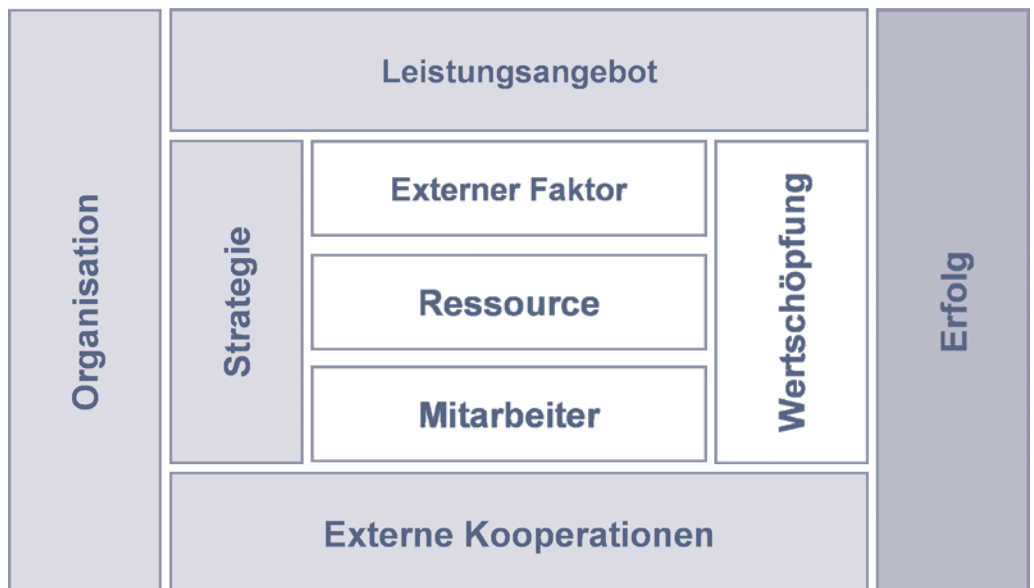 Organisation
Leistungsangebot
Strategie
Externer Faktor
Ressource
Mitarbeiter
Wertschöpfung
Externe Kooperationen
Erfolg